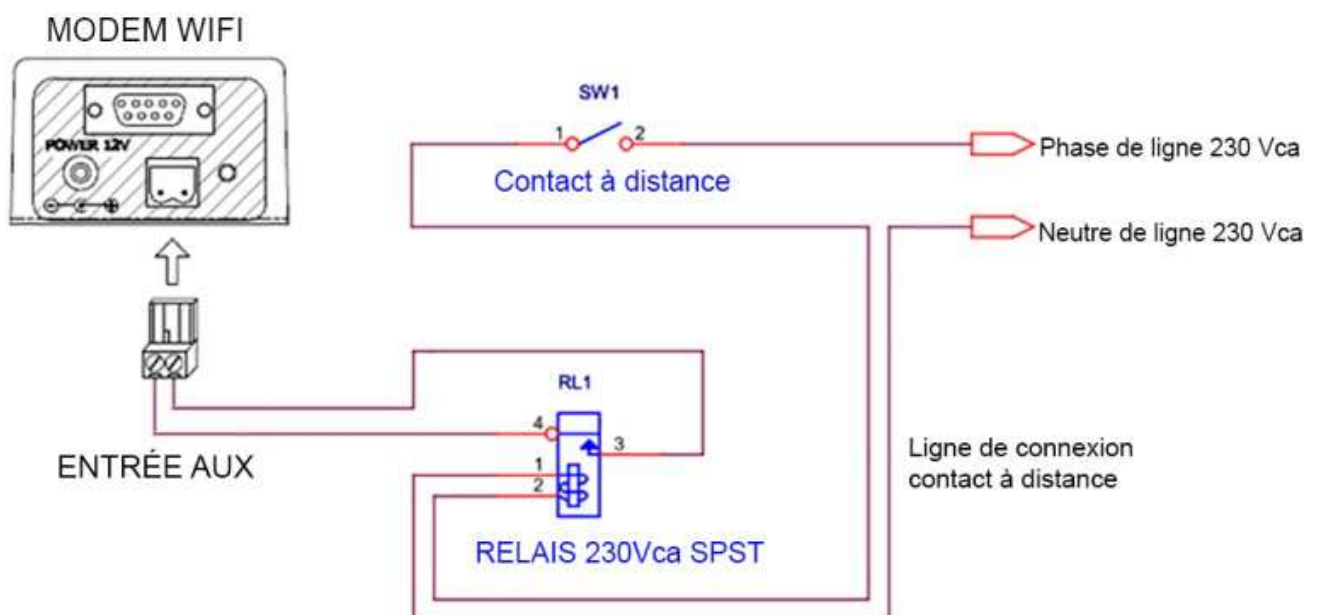 MODEM WIFI
SW1
POWER 12V
1 2
Phase de ligne 230 Vca
Contact à distance
Neutre de ligne 230 Vca
RL1
4
3
ENTRÉE AUX
1
2
Ligne de connexion
contact à distance
RELAIS 230Vca SPST